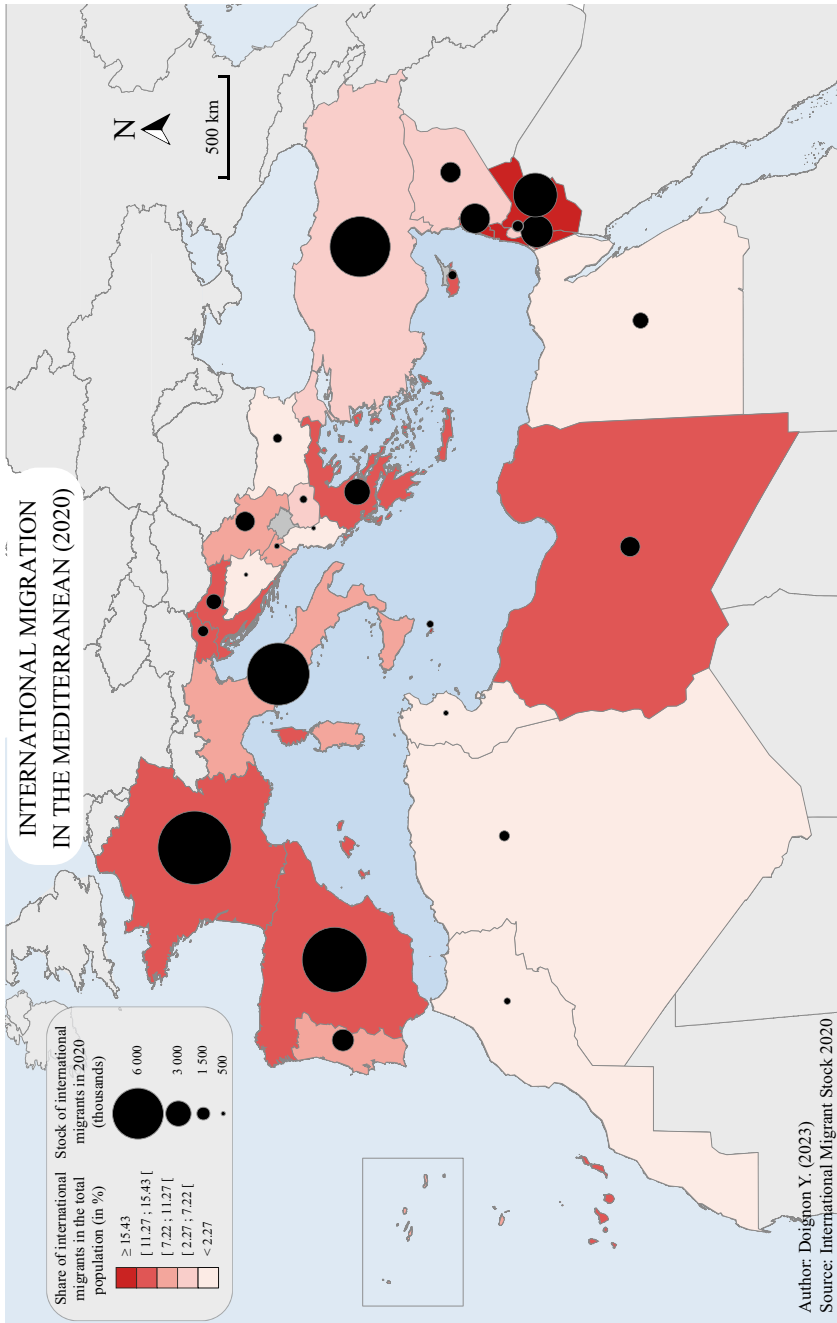 INTERNATIONAL MIGRATION
IN THE MEDITERRANEAN (2020)
N
500 km
Share of international
migrants in the total
population (in %)
≥ 15.43
[ 11.27 ; 15.43 [
[ 7.22 ; 11.27 [
[ 2.27 ; 7.22 [
< 2.27
Stock of international
migrants in 2020
(thousands)
6 000
3 000
1 500
500
Author: Doignon Y. (2023)
Source: International Migrant Stock 2020